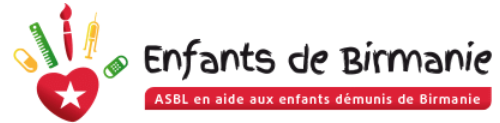 Enfants de Birmanie
ASBL en aide aux enfants démunis de Birmanie